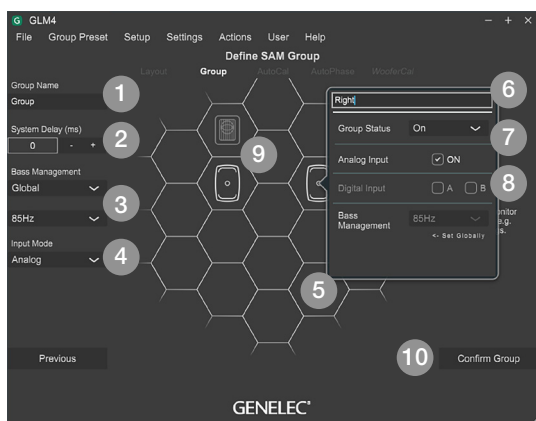 G GLM4 - + ×
File Group Preset Setup Settings Actions User Help
Define SAM Group
Layout Group AutoCal AutoPhase WooferCal
Group Name
Group
1
System Delay (ms)
0 - +
2
Bass Management
Global
85Hz
3
Input Mode
Analog
4
9
5
Right
6
Group Status On
7
Analog Input ON
Digital Input A B
8
Bass Management 85Hz
<- Set Globally
nitor
e.g.
s.
Previous
10
Confirm Group
GENELEC®